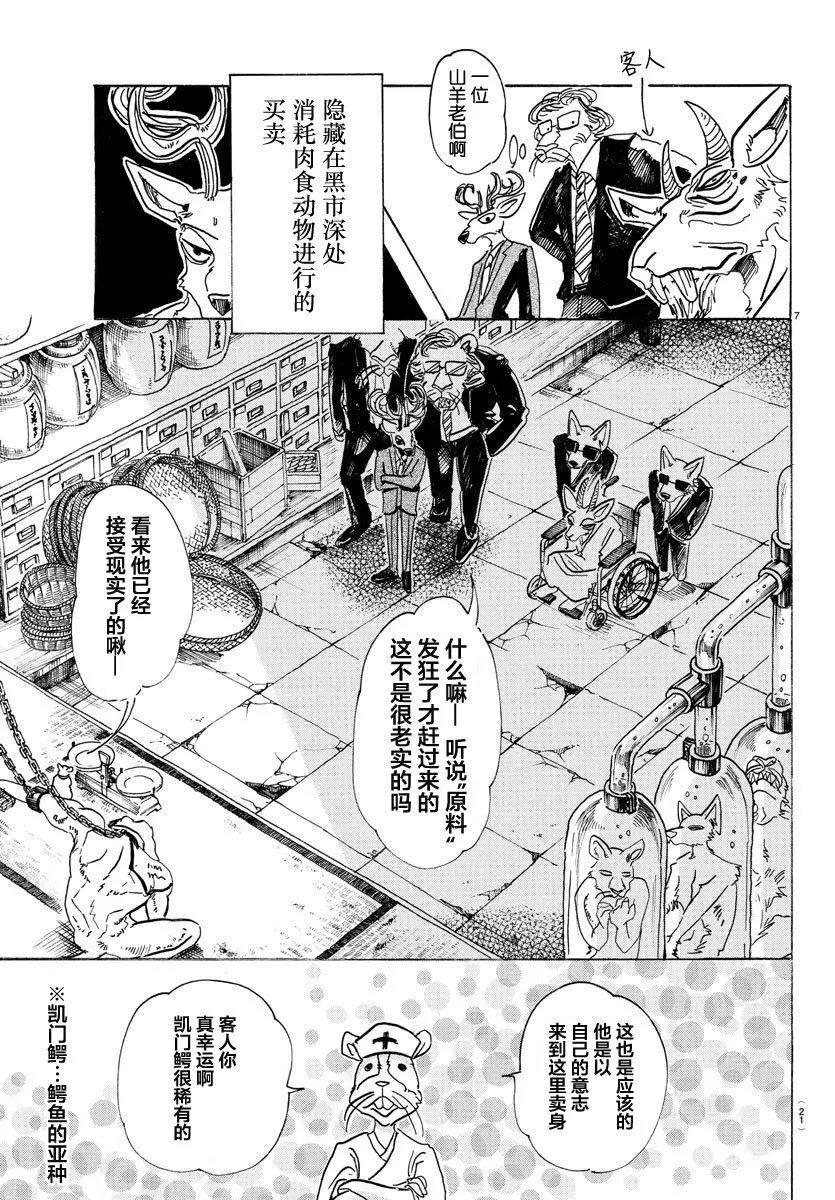 客人
一位
山羊老伯啊
隐藏在黑市深处
消耗肉食动物进行的
买卖
7
什么嘛— 听说“原料”
发狂了才赶过来的
这不是很老实的吗
看来他已经
接受现实了的啾—
这也是应该的
他是以
自己的意志
来到这里卖身
客人你
真幸运啊
凯门鳄很稀有的
※凯门鳄…鳄鱼的亚种
(21)